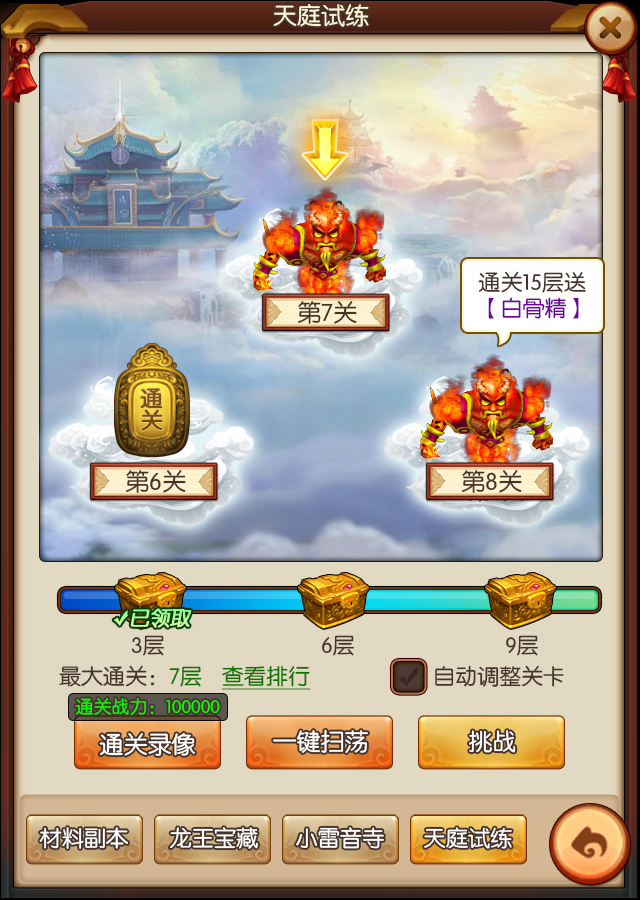 天庭试练
第7关
通关15层送
【白骨精】
通
关
第6关
第8关
已领取
3层
6层
9层
最大通关：7层 查看排行
自动调整关卡
通关战力：100000
通关录像
一键扫荡
挑战
材料副本
龙王宝藏
小雷音寺
天庭试练